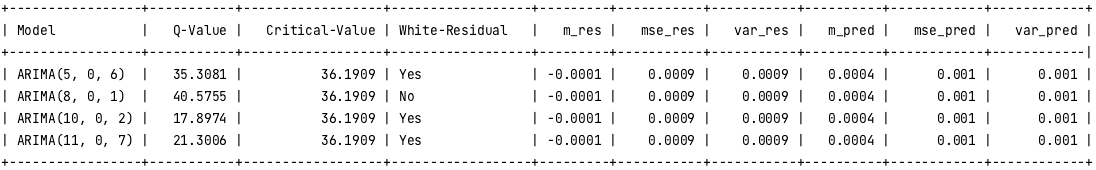 +----------------+-----------+------------------+------------------+---------+-----------+-----------+----------+------------+------------+
| Model          |   Q-Value |   Critical-Value | White-Residual   |   m_res |   mse_res |   var_res |   m_pred |   mse_pred |   var_pred |
+----------------+-----------+------------------+------------------+---------+-----------+-----------+----------+------------+------------|
| ARIMA(5, 0, 6)  |   35.3081 |          36.1909 | Yes              | -0.0001 |    0.0009 |    0.0009 |   0.0004 |      0.001 |      0.001 |
| ARIMA(8, 0, 1)  |   40.5755 |          36.1909 | No               | -0.0001 |    0.0009 |    0.0009 |   0.0004 |      0.001 |      0.001 |
| ARIMA(10, 0, 2) |   17.8974 |          36.1909 | Yes              | -0.0001 |    0.0009 |    0.0009 |   0.0004 |      0.001 |      0.001 |
| ARIMA(11, 0, 7) |   21.3006 |          36.1909 | Yes              | -0.0001 |    0.0009 |    0.0009 |   0.0004 |      0.001 |      0.001 |
+----------------+-----------+------------------+------------------+---------+-----------+-----------+----------+------------+------------+